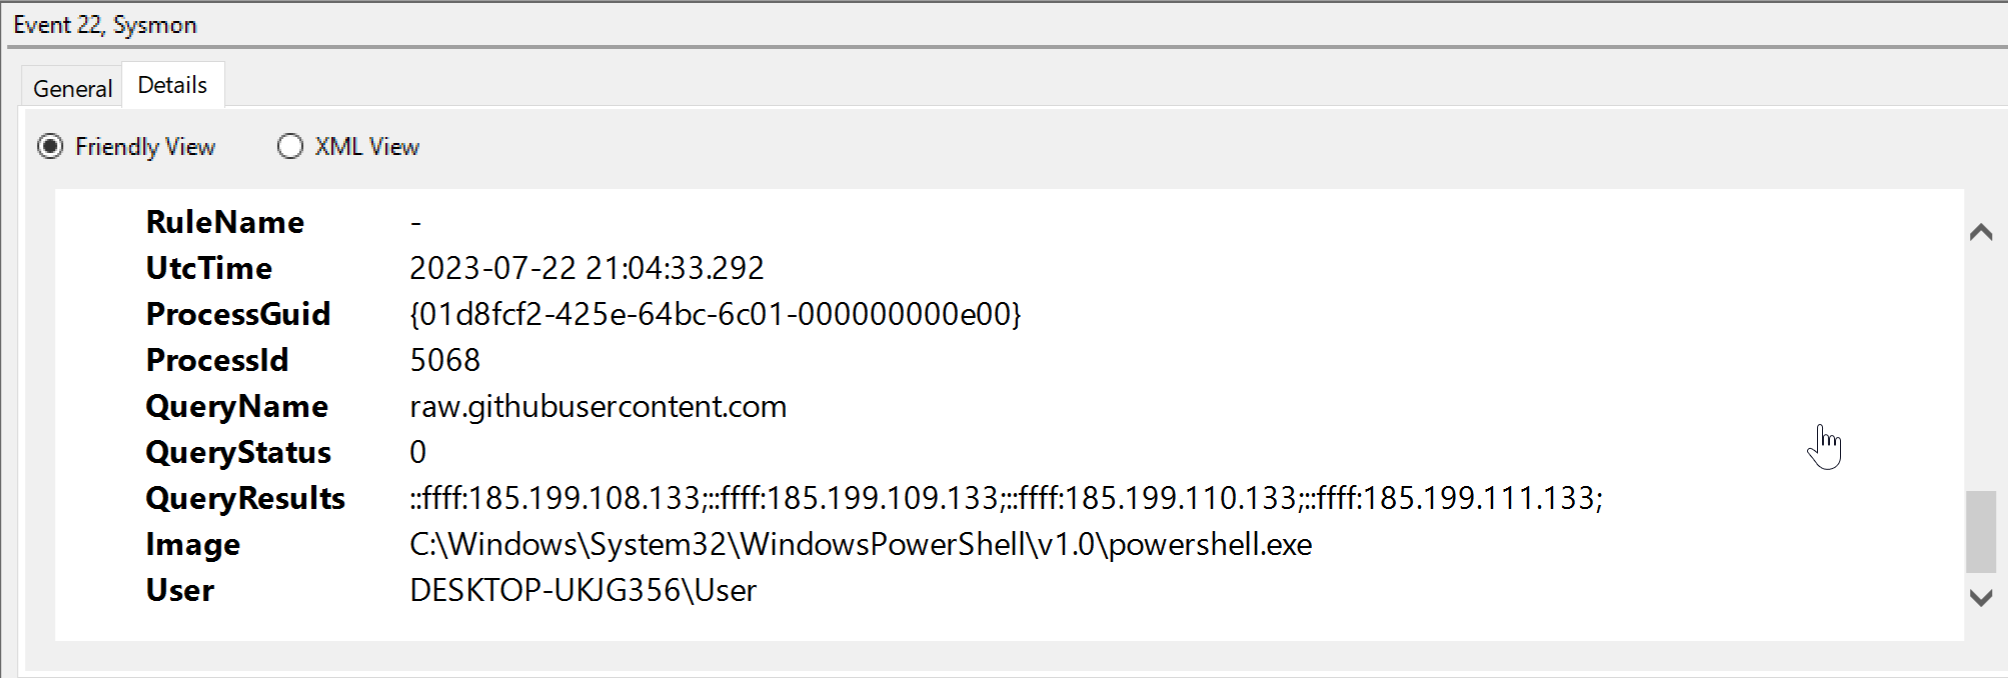 Event 22, Sysmon
General Details
Friendly View XML View
RuleName -
UtcTime 2023-07-22 21:04:33.292
ProcessGuid {01d8fcf2-425e-64bc-6c01-000000000e00}
ProcessId 5068
QueryName raw.githubusercontent.com
QueryStatus 0
QueryResults ::ffff:185.199.108.133;::ffff:185.199.109.133;::ffff:185.199.110.133;::ffff:185.199.111.133;
Image C:\Windows\System32\WindowsPowerShell\v1.0\powershell.exe
User DESKTOP-UKJG356\User